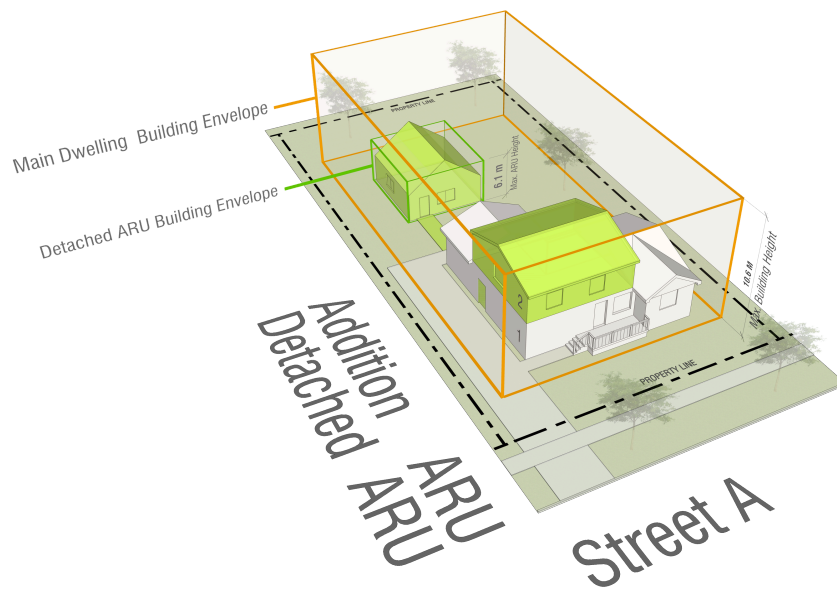 PROPERTY LINE
Main Dwelling Building Envelope
6.1 m
Max. ARU Height
Detached ARU Building Envelope
10.6 M
Max. Building Height
2
1
PROPERTY LINE
Addition ARU
Detached ARU
Street A